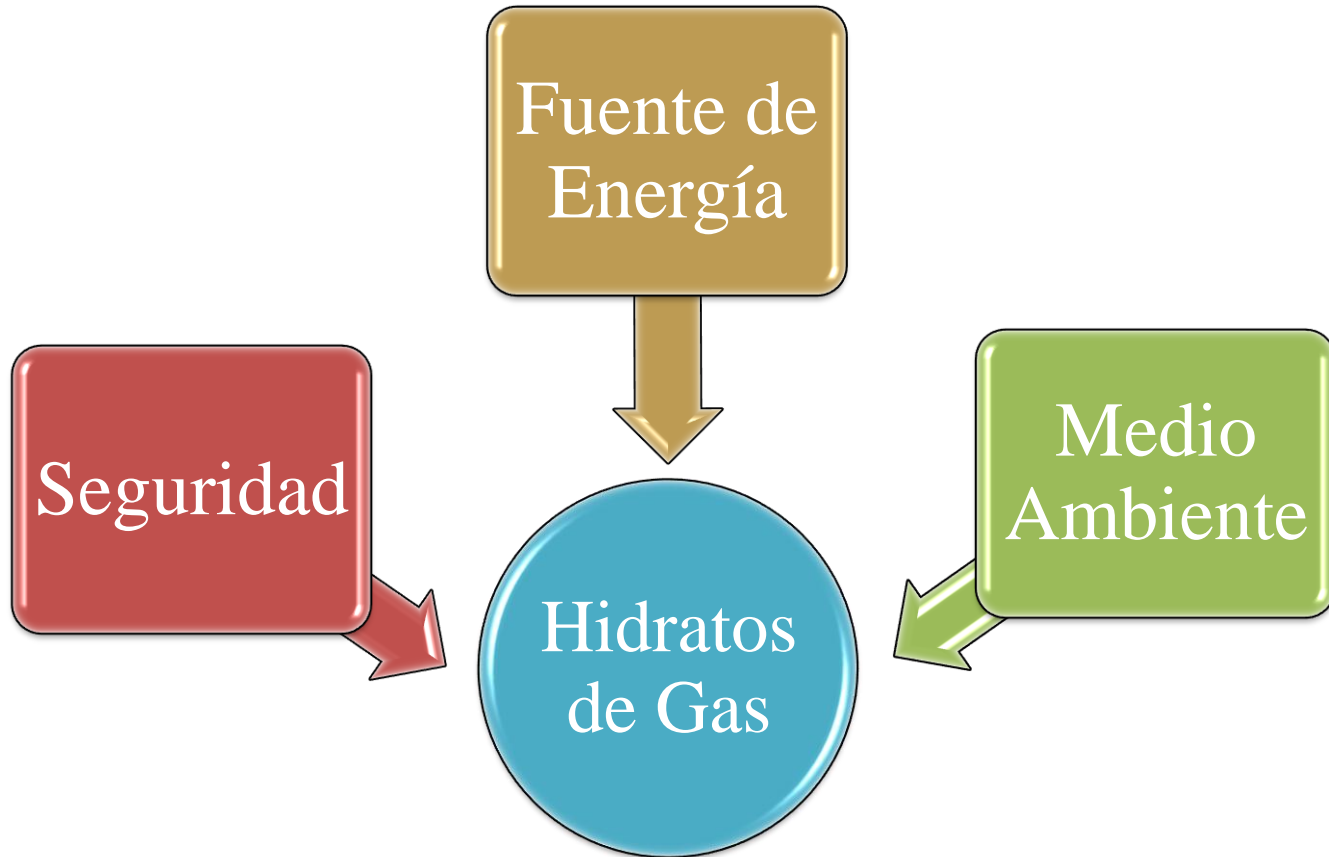 Fuente de
Energía
Seguridad
Medio
Ambiente
Hidratos
de Gas